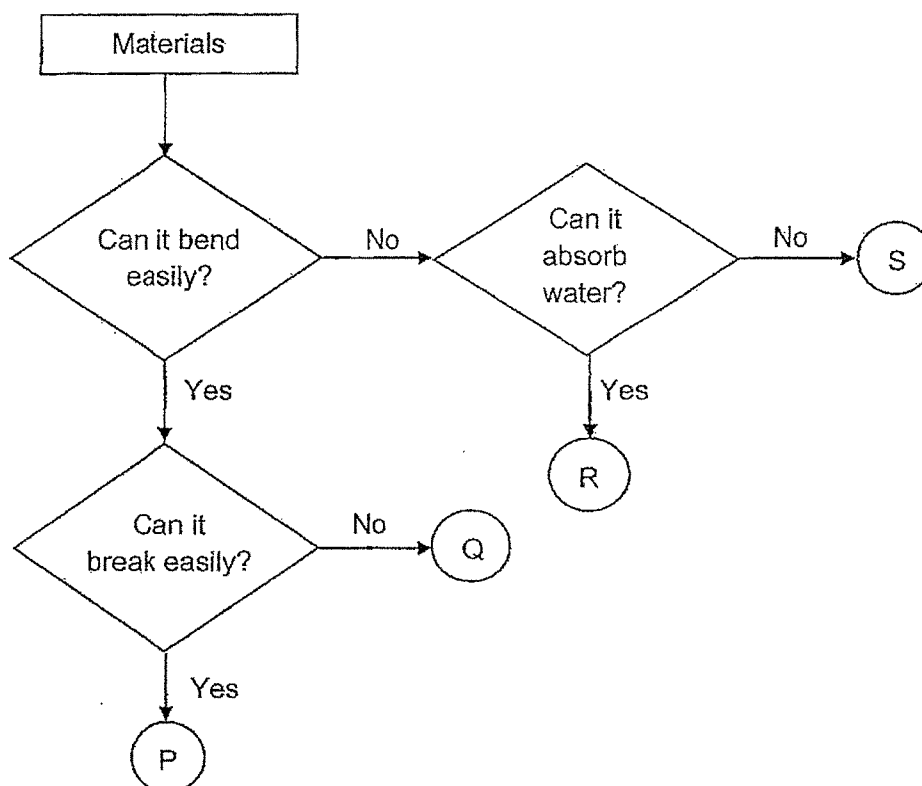 Materials
Can it bend
easily?
No
Can it
absorb
water?
No
S
Yes
Yes
R
Can it
break easily?
No
Q
Yes
P